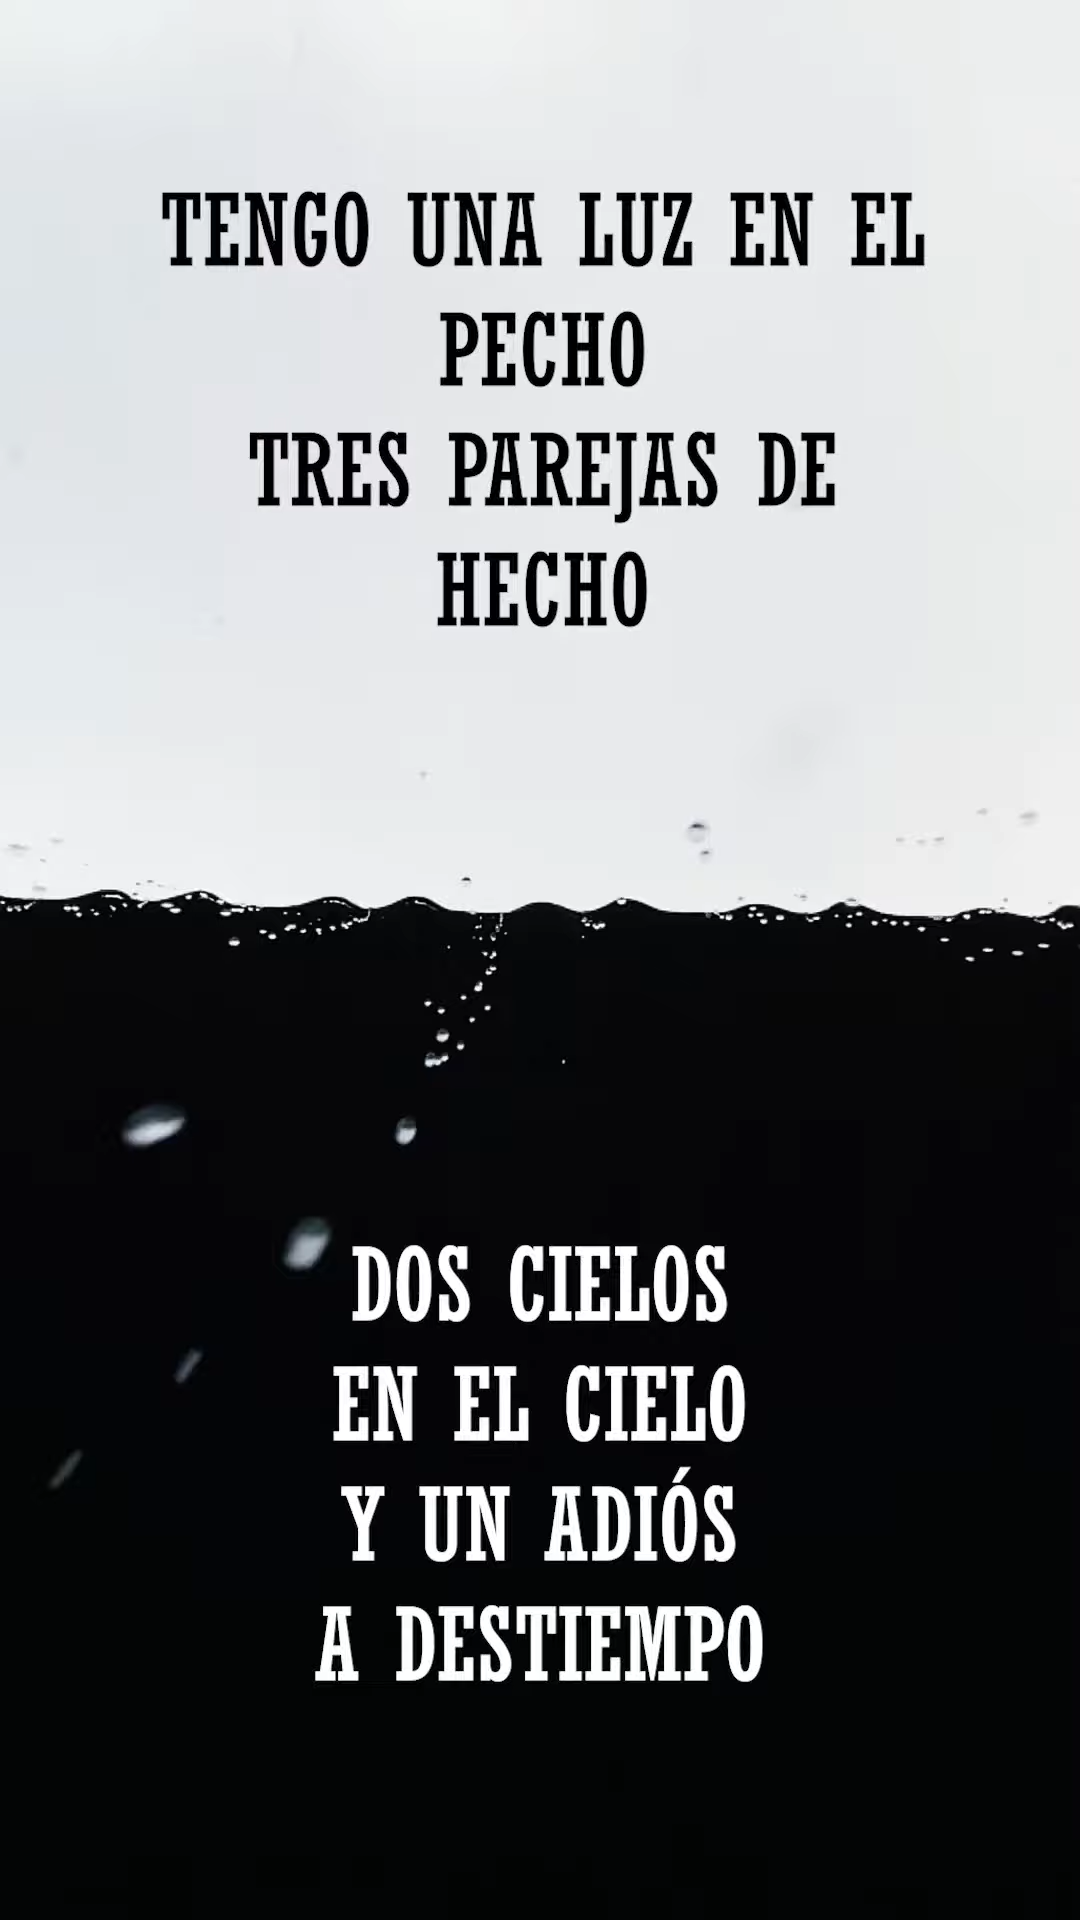 TENGO UNA LUZ EN EL
PECHO
TRES PAREJAS DE
HECHO
DOS CIELOS
EN EL CIELO
Y UN ADIÓS
A DESTIEMPO